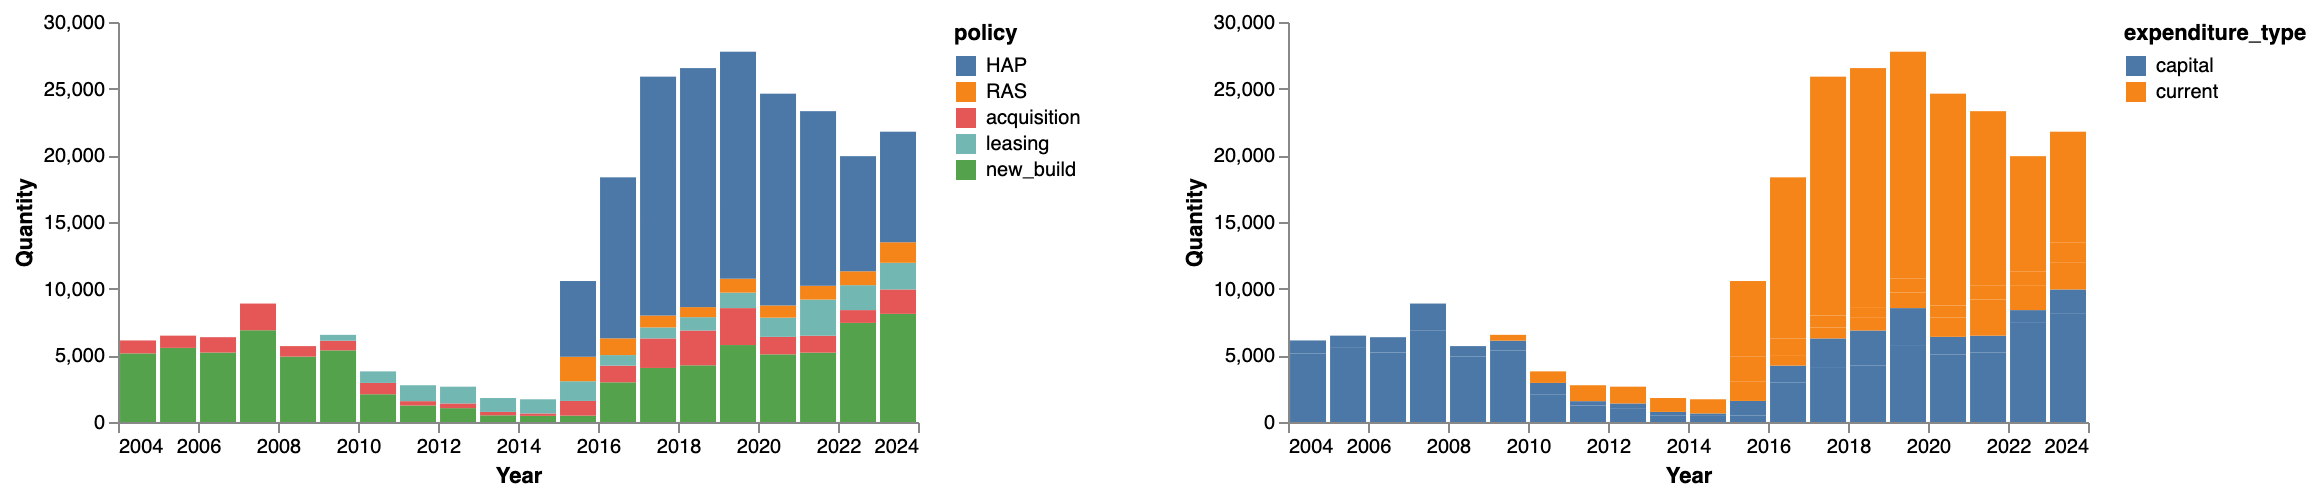 30,000
25,000
20,000
15,000
10,000
5,000
0
Quantity
2004 2006 2008 2010 2012 2014 2016 2018 2020 2022 2024
Year
policy
HAP
RAS
acquisition
leasing
new_build
30,000
25,000
20,000
15,000
10,000
5,000
0
Quantity
2004 2006 2008 2010 2012 2014 2016 2018 2020 2022 2024
Year
expenditure_type
capital
current